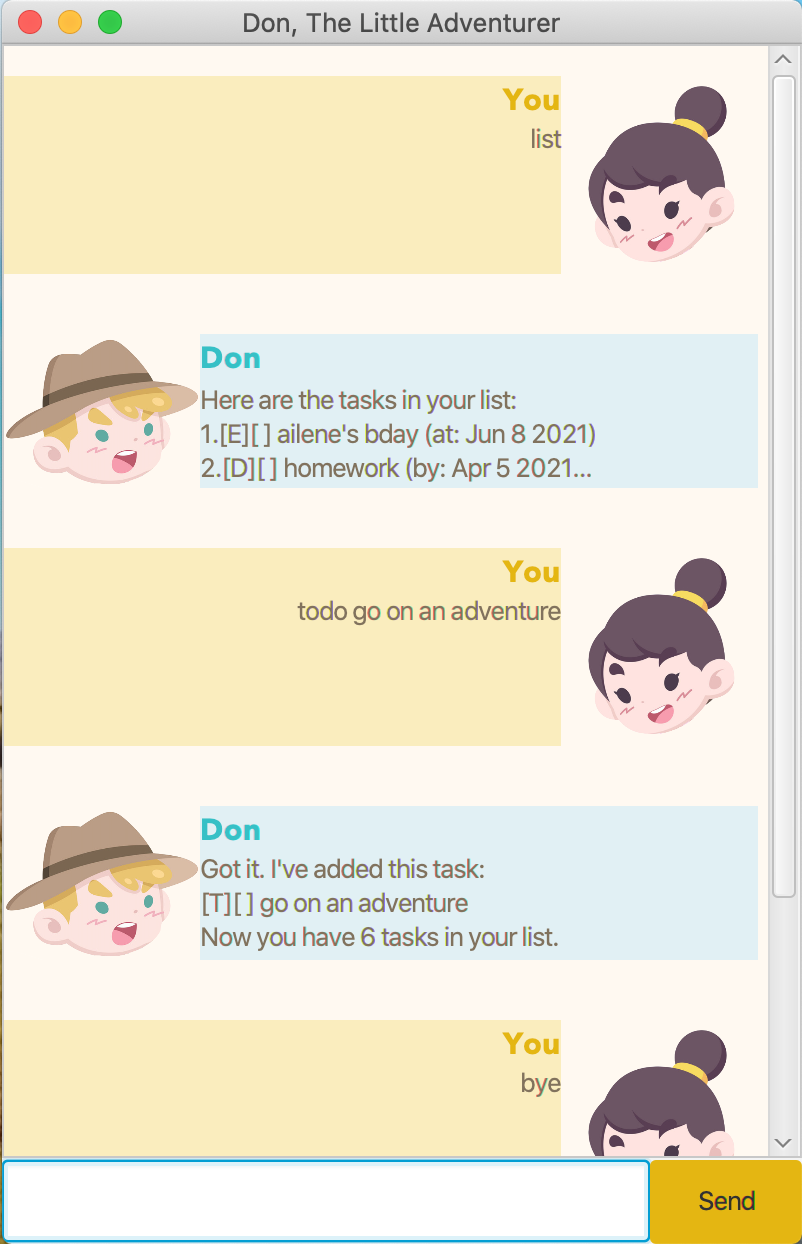 Don, The Little Adventurer
You
list
Don
Here are the tasks in your list:
1.[E][ ] ailene's bday (at: Jun 8 2021)
2.[D][ ] homework (by: Apr 5 2021...
You
todo go on an adventure
Don
Got it. I've added this task:
[T][ ] go on an adventure
Now you have 6 tasks in your list.
You
bye
Send